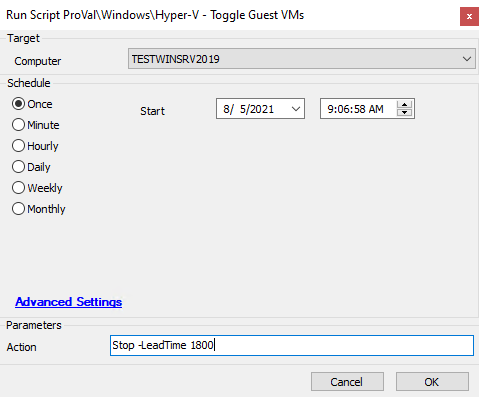 Run Script ProVal\Windows\Hyper-V - Toggle Guest VMs
x
Target
Computer TESTWINSRV2019
Schedule
Once Start 8/ 5/2021 9:06:58 AM
Minute
Hourly
Daily
Weekly
Monthly
Advanced Settings
Parameters
Action Stop -LeadTime 1800
Cancel OK